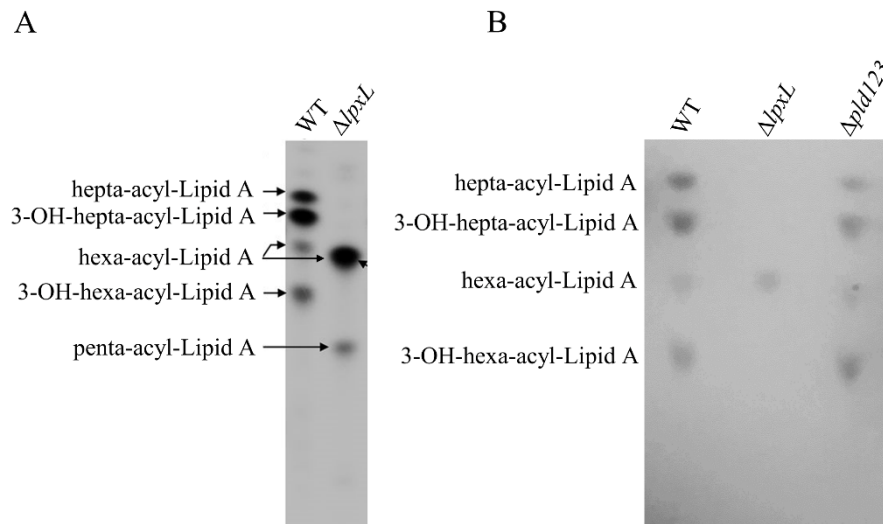 A
B
WT
ΔlpxL
WT
ΔlpxL
Δpld123
hepta-acyl-Lipid A
3-OH-hepta-acyl-Lipid A
hexa-acyl-Lipid A
3-OH-hexa-acyl-Lipid A
penta-acyl-Lipid A
hepta-acyl-Lipid A
3-OH-hepta-acyl-Lipid A
hexa-acyl-Lipid A
3-OH-hexa-acyl-Lipid A